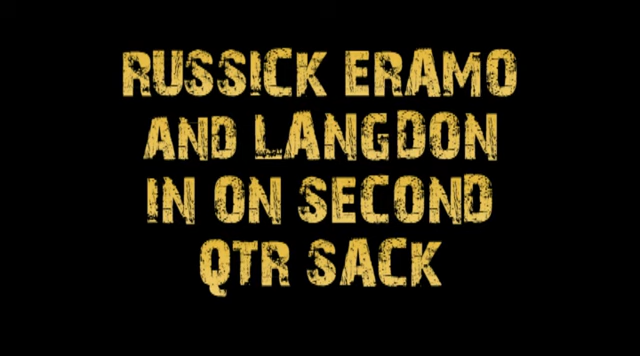 RUSSICK ERAMO
AND LANGDON
IN ON SECOND
QTR SACK